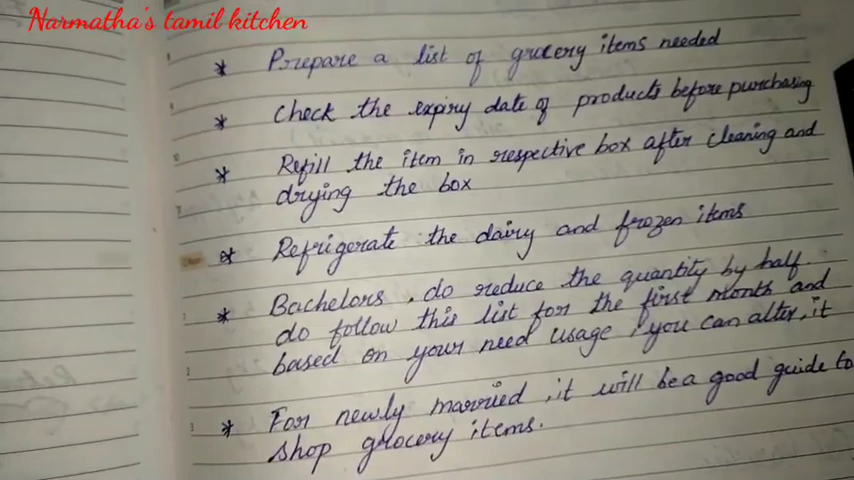 Narmatha's tamil kitchen
* Prepare a list of grocery items needed
* Check the expiry date of products before purchasing
* Refill the item in respective box after cleaning and
drying the box
* Refrigerate the dairy and frozen items
* Bachelors, do reduce the quantity by half
do follow this list for the first month and
based on your need usage, you can alter, it
* For newly married, it will be a good guide to
shop grocery items.